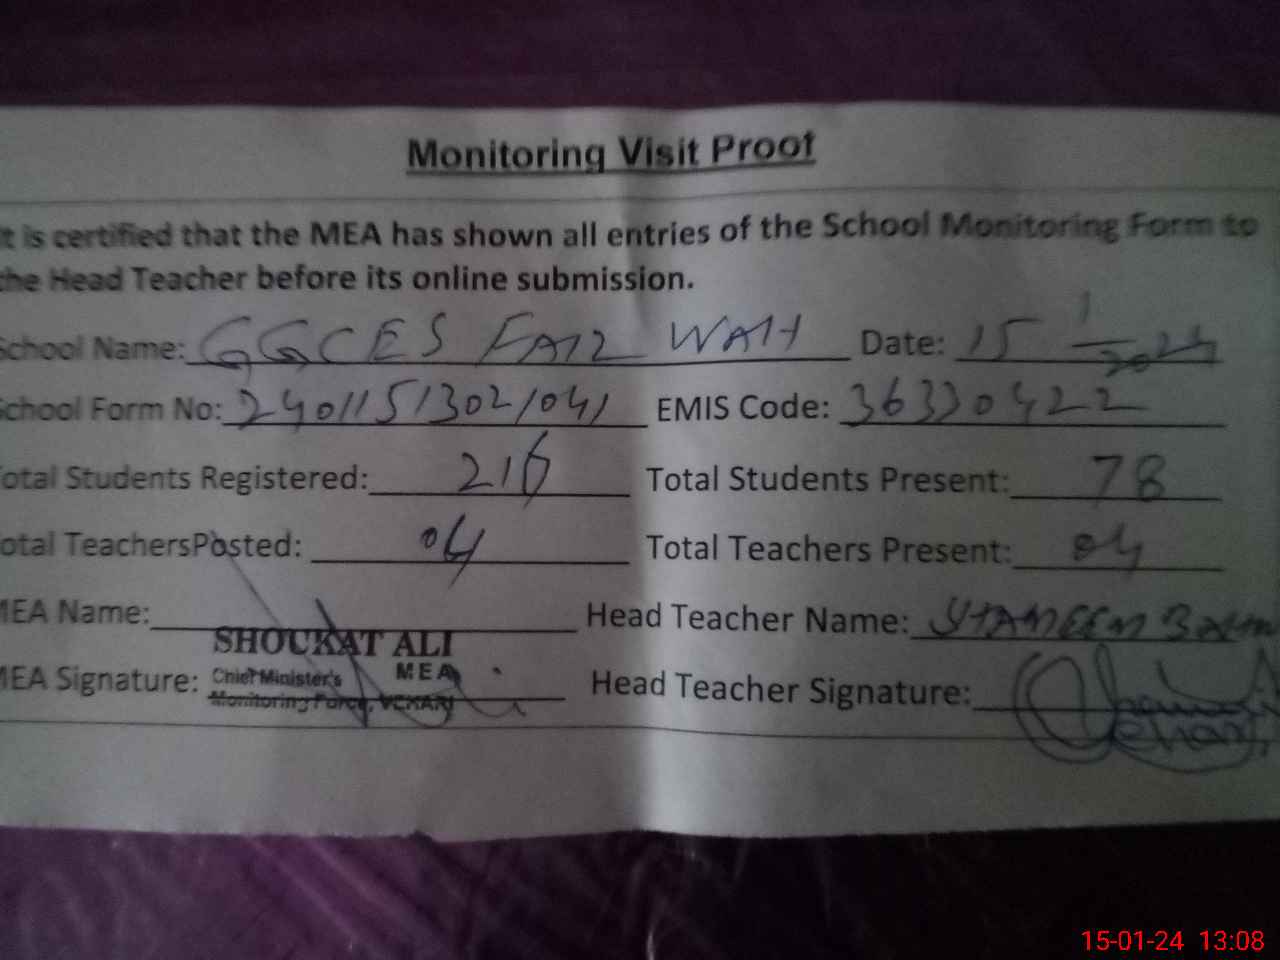 Monitoring Visit Proof
It is certified that the MEA has shown all entries of the School Monitoring Form to
the Head Teacher before its online submission.
School Name: GGCES FAIZ WAH Date: 15 1/2024
School Form No: 24011513021041 EMIS Code: 36330422
Total Students Registered: 216 Total Students Present: 78
Total TeachersPosted: 04 Total Teachers Present: 04
MEA Name: Head Teacher Name:
SHOUKAT ALI
MEA
MEA Signature: Chief Minister's Head Teacher Signature:
Monitoring Force, VEHARI
15-01-24 13:08